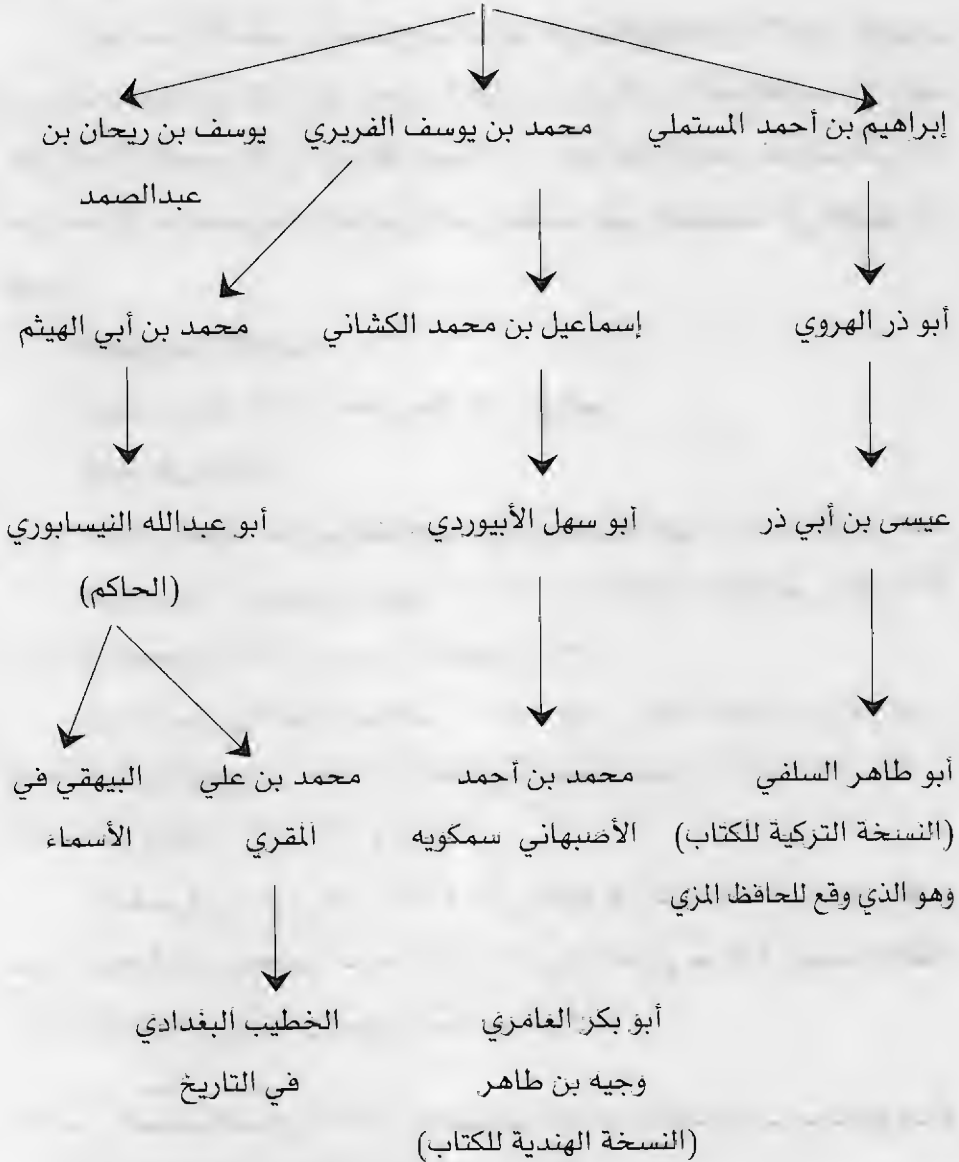 إبراهيم بن أحمد المستملي
محمد بن يوسف الفربري
يوسف بن ريحان بن
عبدالصمد
أبو ذر الهروي
إسماعيل بن محمد الكشاني
محمد بن أبي الهيثم
عيسى بن أبي ذر
أبو سهل الأبيوردي
أبو عبدالله النيسابوري
(الحاكم)
أبو طاهر السلفي
(النسخة التركية للكتاب)
وهو الذي وقع للحافظ المزي
محمد بن أحمد
الأصبهاني سمكويه
محمد بن علي
المقري
البيهقي في
الأسماء
أبو بكر العامري
وجيه بن طاهر
(النسخة الهندية للكتاب)
الخطيب البغدادي
في التاريخ